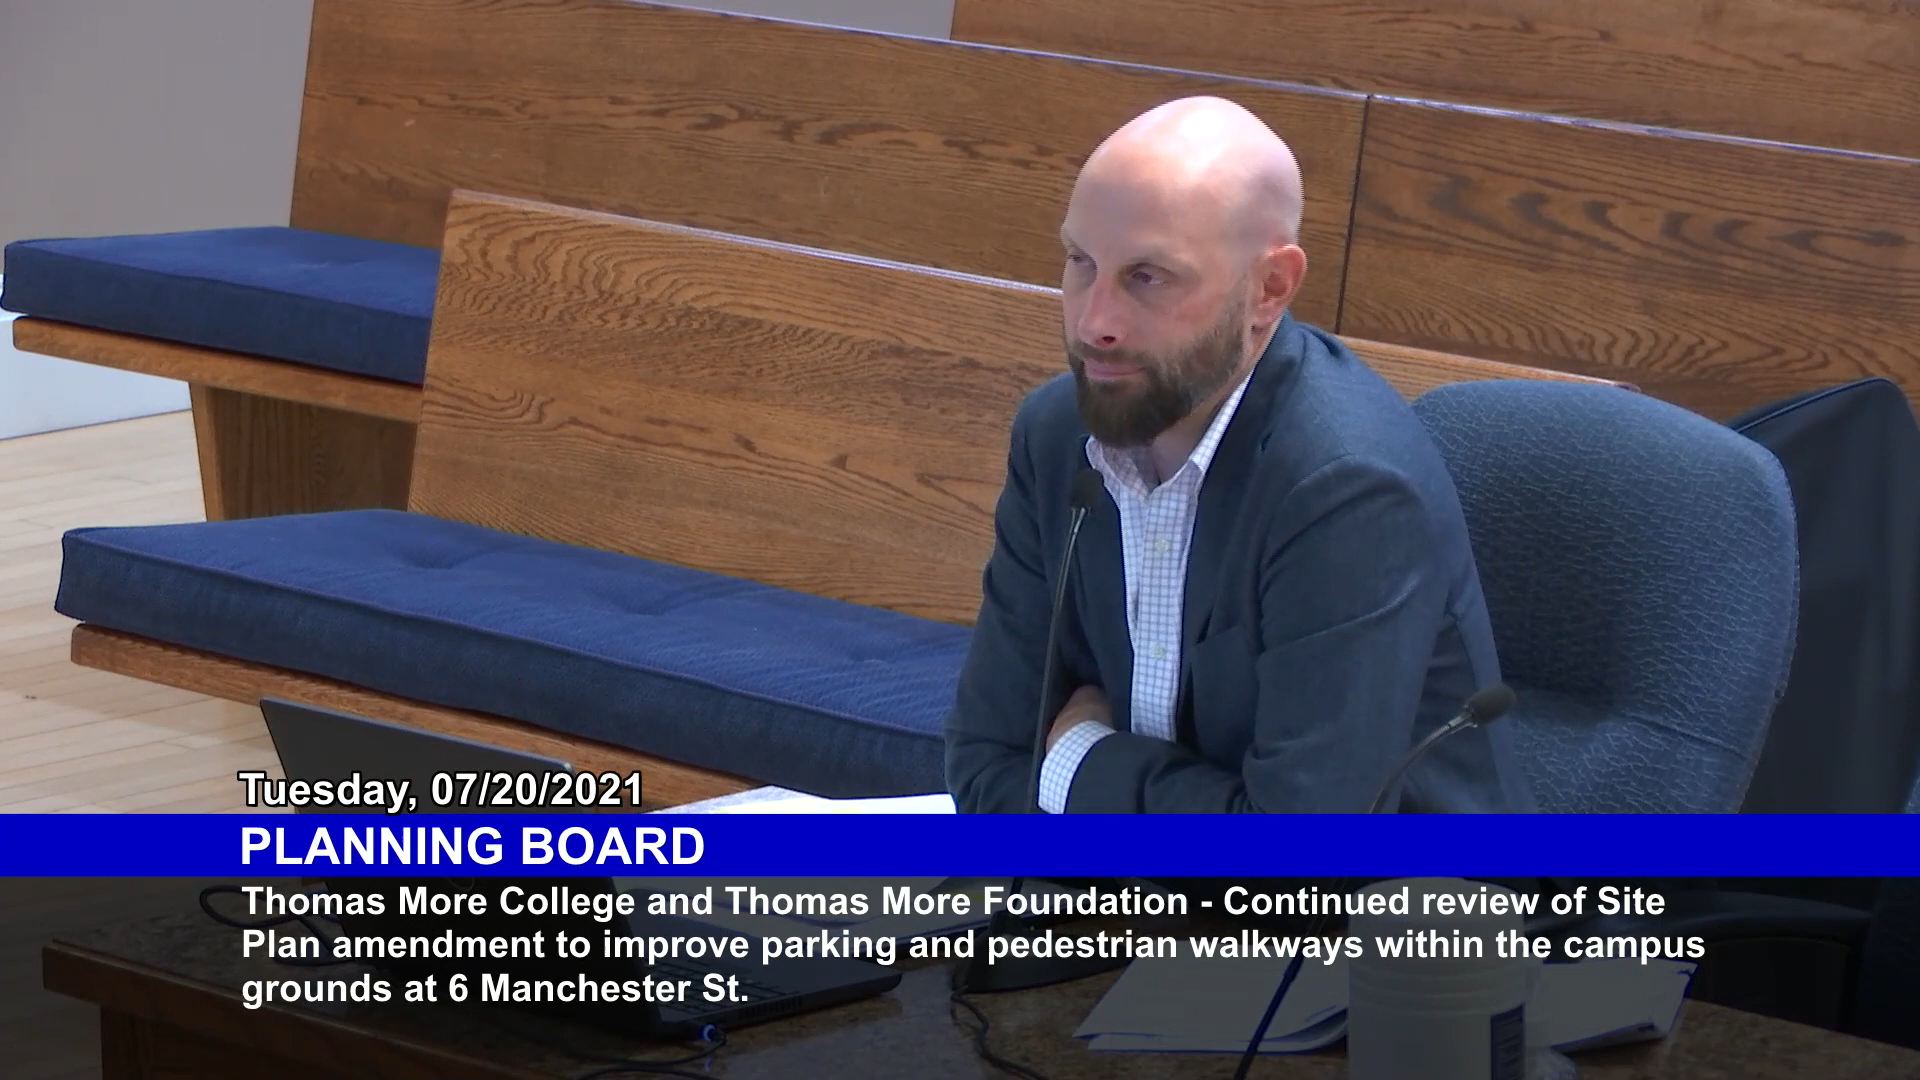 Tuesday, 07/20/2021
PLANNING BOARD
Thomas More College and Thomas More Foundation - Continued review of Site
Plan amendment to improve parking and pedestrian walkways within the campus
grounds at 6 Manchester St.